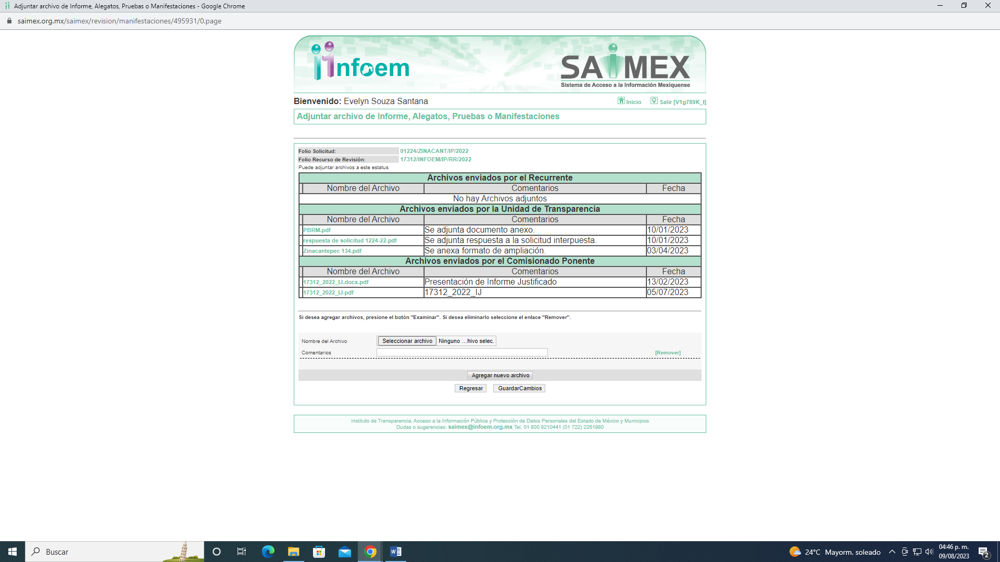 Adjuntar archivo de Informe, Alegatos, Pruebas o Manifestaciones - Google Chrome
saimex.org.mx/saimex/revision/manifestaciones/495931/0.page
infoem
SAIMEX
Sistema de Acceso a la Información Mexiquense
Bienvenido: Evelyn Souza Santana
Inicio Salir [V1g789K_I]
Adjuntar archivo de Informe, Alegatos, Pruebas o Manifestaciones
Folio Solicitud: 01224/ZINACANT/IP/2022
Folio Recurso de Revisión: 17312/INFOEM/IP/RR/2022
Puede adjuntar archivos a este estatus
Archivos enviados por el Recurrente
Nombre del Archivo Comentarios Fecha
No hay Archivos adjuntos
Archivos enviados por la Unidad de Transparencia
Nombre del Archivo Comentarios Fecha
PBRM.pdf Se adjunta documento anexo. 10/01/2023
respuesta de solicitud 1224-22.pdf Se adjunta respuesta a la solicitud interpuesta. 10/01/2023
Zinacantepec 134.pdf Se anexa formato de ampliación. 03/04/2023
Archivos enviados por el Comisionado Ponente
Nombre del Archivo Comentarios Fecha
17312_2022_IJ.docx.pdf Presentación de Informe Justificado 13/02/2023
17312_2022_IJ.pdf 17312_2022_IJ 05/07/2023
Si desea agregar archivos, presione el botón "Examinar". Si desea eliminarlo seleccione el enlace "Remover".
Nombre del Archivo Seleccionar archivo Ninguno ...hivo selec.
Comentarios [Remover]
Agregar nuevo archivo
Regresar GuardarCambios
Instituto de Transparencia, Acceso a la Información Pública y Protección de Datos Personales del Estado de México y Municipios
Dudas o sugerencias: saimex@infoem.org.mx Tel. 01 800 8210441 (01 722) 2261980
Buscar
24°C Mayorm. soleado
04:46 p. m.
09/08/2023
2